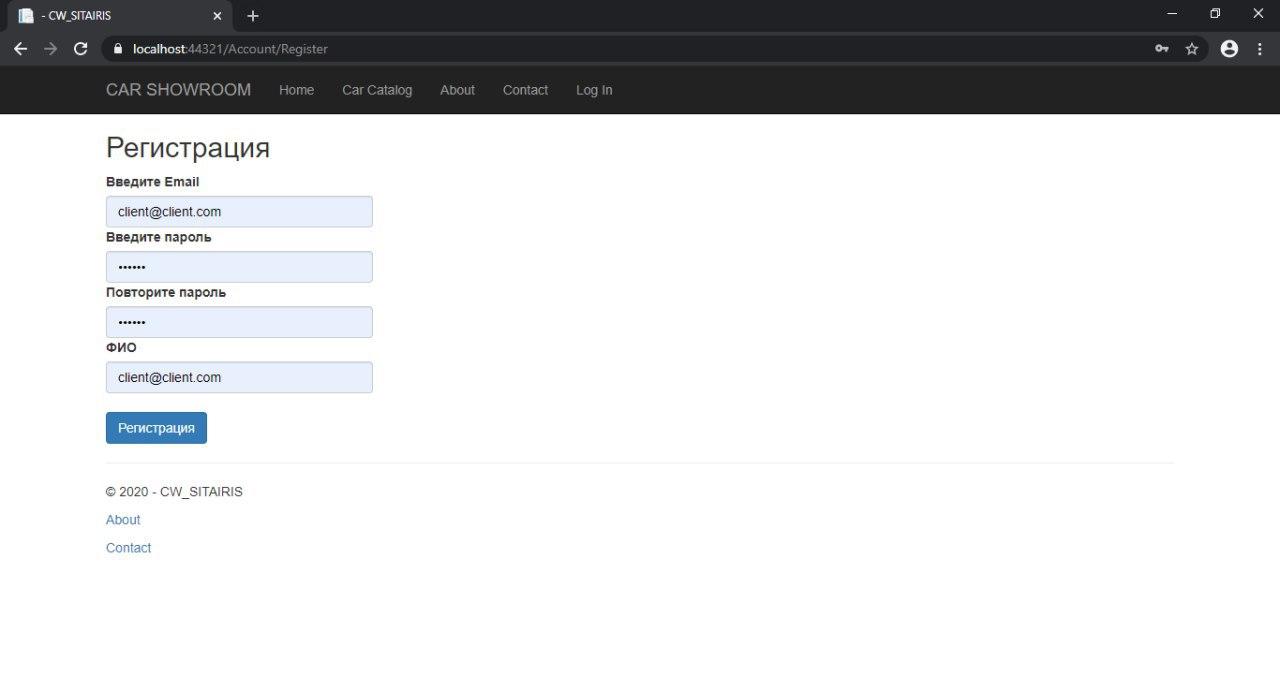 - CW_SITAIRIS
localhost:44321/Account/Register
CAR SHOWROOM Home Car Catalog About Contact Log In
Регистрация
Введите Email
client@client.com
Введите пароль
••••••
Повторите пароль
••••••
ФИО
client@client.com
Регистрация
© 2020 - CW_SITAIRIS
About
Contact